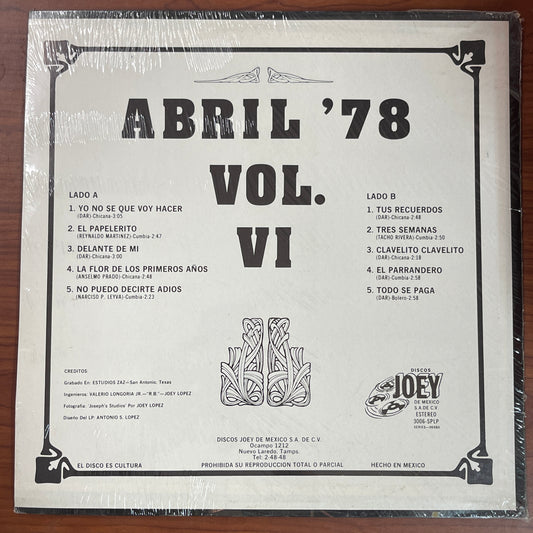 ABRIL '78
VOL.
VI
LADO A
1. YO NO SE QUE VOY HACER
(DAR)-Chicana-3:05
2. EL PAPELERITO
(REYNALDO MARTINEZ)-Cumbia-2:47
3. DELANTE DE MI
(DAR)-Chicana-3:00
4. LA FLOR DE LOS PRIMEROS AÑOS
(ANSELMO PRADO)-Chicana-2:48
5. NO PUEDO DECIRTE ADIOS
(NARCISO P. LEYVA)-Cumbia-2:23
LADO B
1. TUS RECUERDOS
(DAR)-Chicana-2:48
2. TRES SEMANAS
(TACHO RIVERA)-Cumbia-2:50
3. CLAVELITO CLAVELITO
(DAR)-Chicana-2:18
4. EL PARRANDERO
(DAR)-Cumbia-2:58
5. TODO SE PAGA
(DAR)-Bolero-2:58
CREDITOS
Grabado En: ESTUDIOS ZAZ-San Antonio, Texas
Ingenieros: VALERIO LONGORIA JR.-"R.B."-JOEY LOPEZ
Fotografia: 'Joseph's Studios' Por JOEY LOPEZ
Diseño Del LP: ANTONIO S. LOPEZ
DISCOS
JOEY
DE MEXICO
S.A. DE C.V.
ESTEREO
3006-SPLP
DISCOS JOEY DE MEXICO S.A. DE C.V.
Ocampo 1212
Nuevo Laredo, Tamps.
Tel: 2-48-48
EL DISCO ES CULTURA
PROHIBIDA SU REPRODUCCION TOTAL O PARCIAL
HECHO EN MEXICO